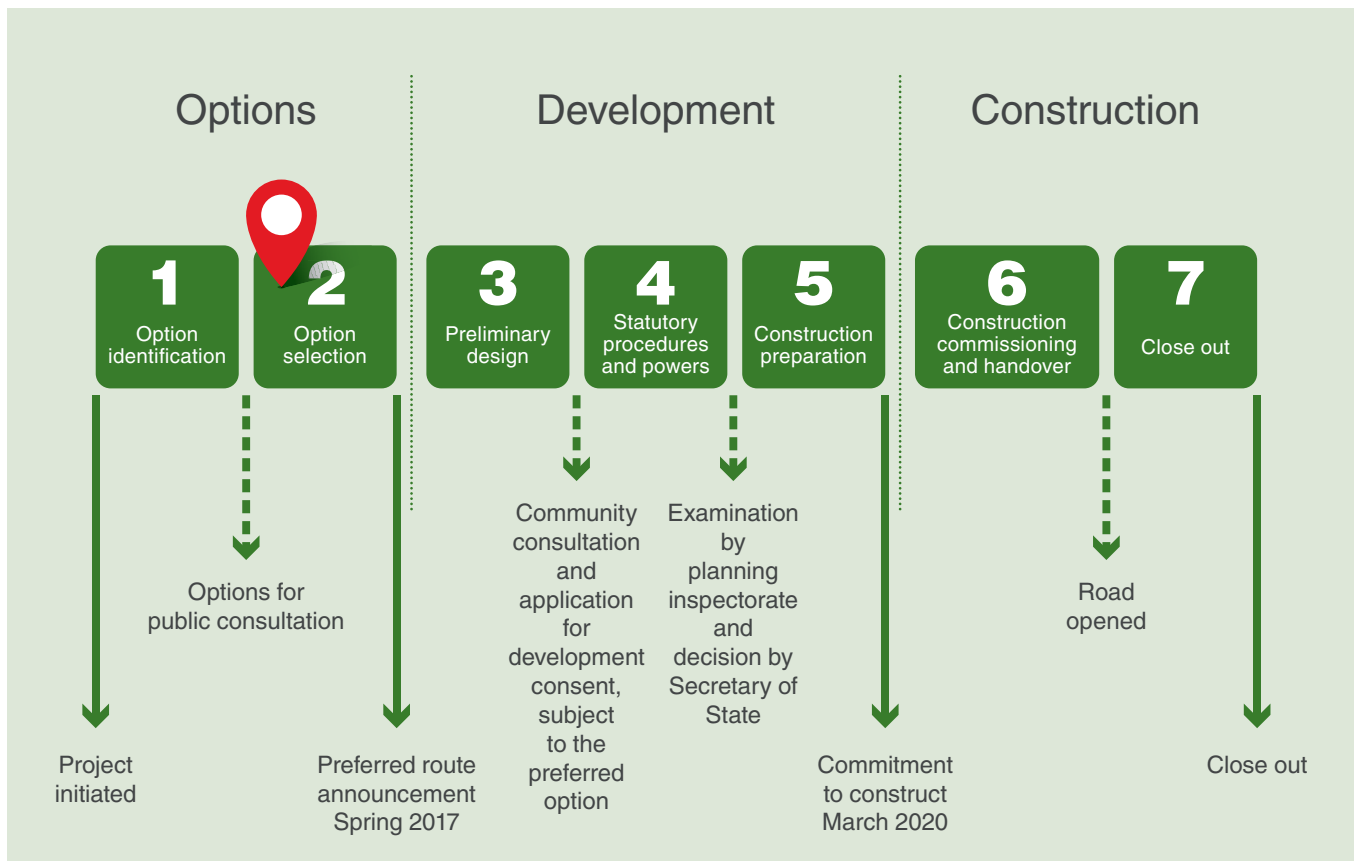 Options
Development
Construction
1
Option
identification
2
Option
selection
3
Preliminary
design
4
Statutory
procedures
and powers
5
Construction
preparation
6
Construction
commissioning
and handover
7
Close out
Project
initiated
Options for
public consultation
Preferred route
announcement
Spring 2017
Community
consultation
and
application
for
development
consent,
subject
to the
preferred
option
Examination
by
planning
inspectorate
and
decision by
Secretary of
State
Commitment
to construct
March 2020
Road
opened
Close out